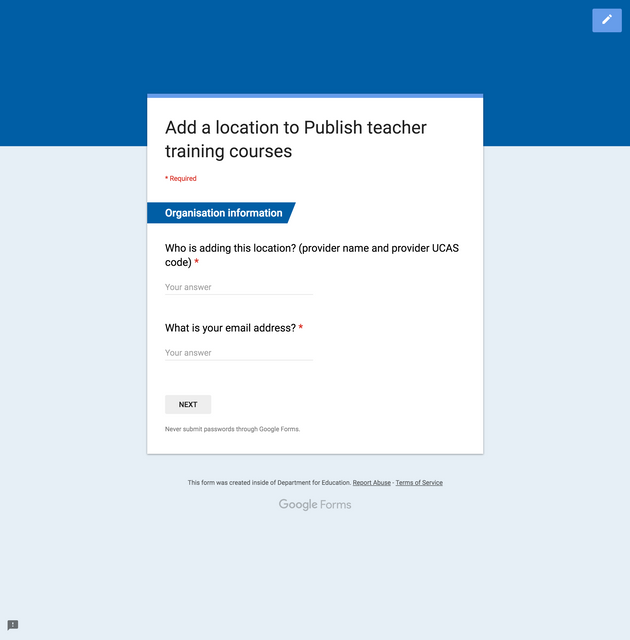 Add a location to Publish teacher
training courses
* Required
Organisation information
Who is adding this location? (provider name and provider UCAS
code) *
Your answer
What is your email address? *
Your answer
NEXT
Never submit passwords through Google Forms.
This form was created inside of Department for Education. Report Abuse - Terms of Service
Google Forms